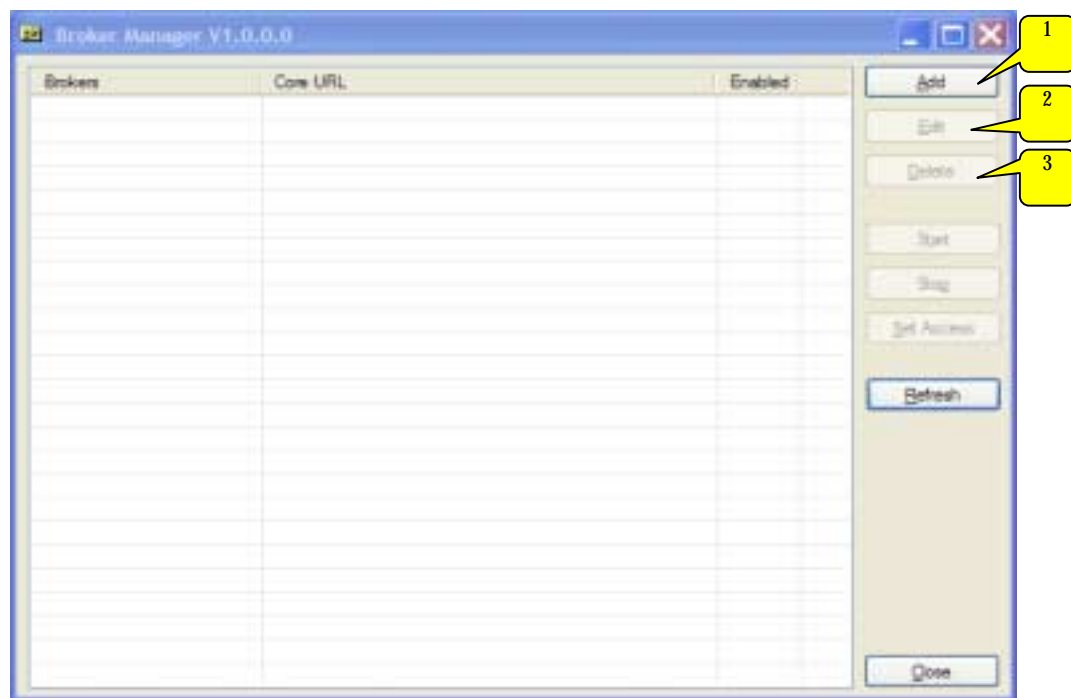 Broker Manager V1.0.0.0
1
Brokers Core URL Enabled
Add
2
Edit
3
Delete
Start
Stop
Set Access
Refresh
Close